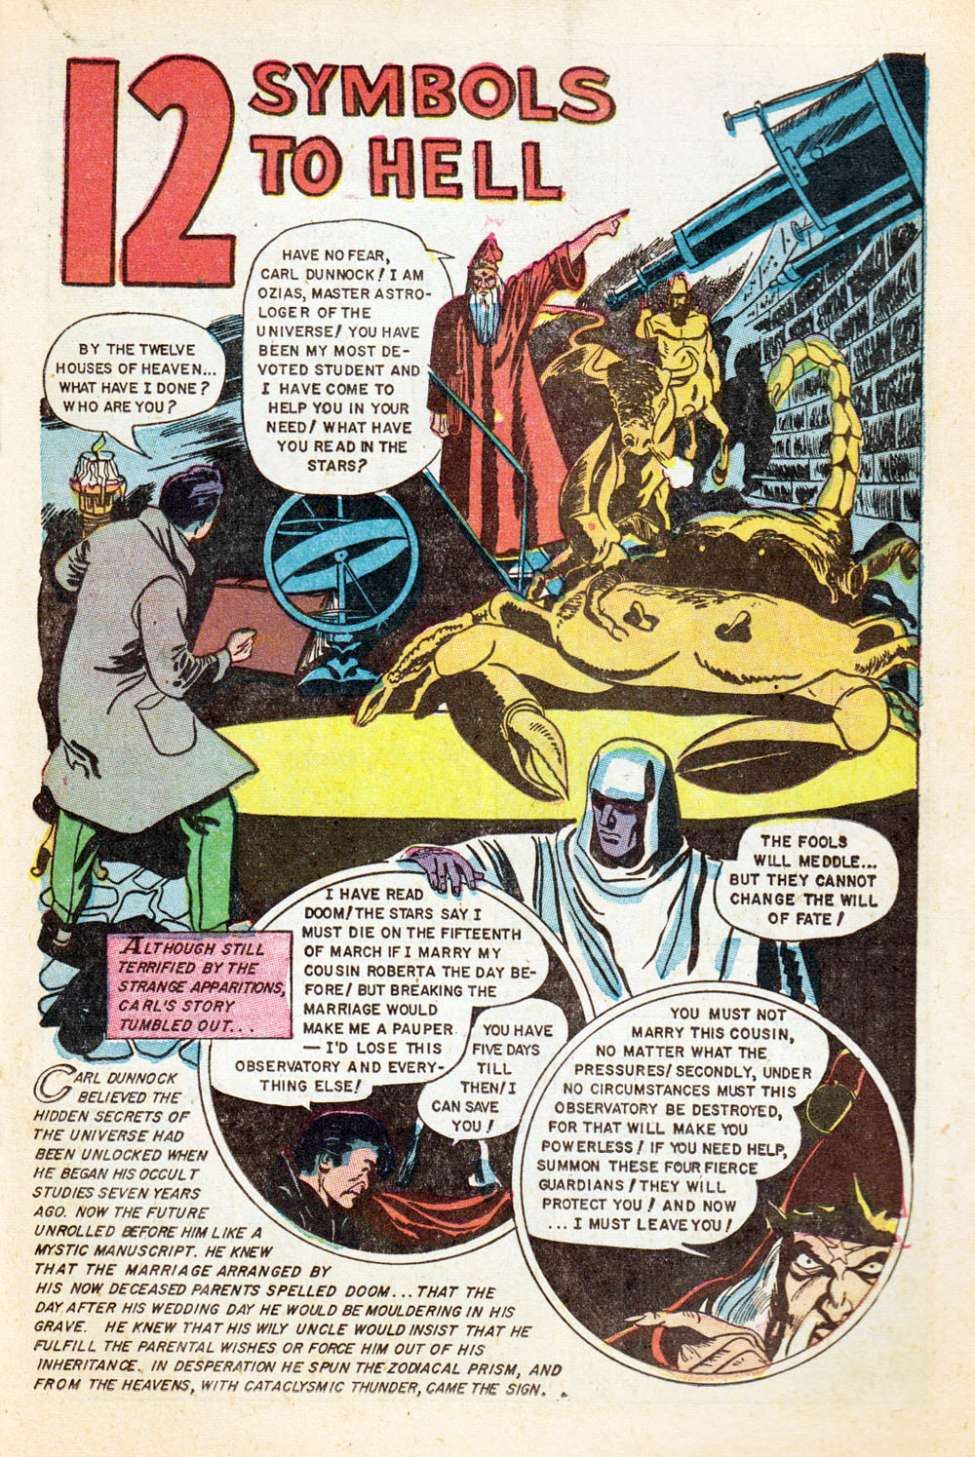 12
SYMBOLS
TO HELL
BY THE TWELVE
HOUSES OF HEAVEN...
WHAT HAVE I DONE?
WHO ARE YOU?
HAVE NO FEAR,
CARL DUNNOCK! I AM
OZIAS, MASTER ASTRO-
LOGER OF THE
UNIVERSE! YOU HAVE
BEEN MY MOST DE-
VOTED STUDENT AND
I HAVE COME TO
HELP YOU IN YOUR
NEED! WHAT HAVE
YOU READ IN THE
STARS?
THE FOOLS
WILL MEDDLE...
BUT THEY CANNOT
CHANGE THE WILL
OF FATE!
ALTHOUGH STILL
TERRIFIED BY THE
STRANGE APPARITIONS,
CARL'S STORY
TUMBLED OUT...
I HAVE READ
DOOM! THE STARS SAY I
MUST DIE ON THE FIFTEENTH
OF MARCH IF I MARRY MY
COUSIN ROBERTA THE DAY BE-
FORE! BUT BREAKING THE
MARRIAGE WOULD
MAKE ME A PAUPER
— I'D LOSE THIS
OBSERVATORY AND EVERY-
THING ELSE!
YOU HAVE
FIVE DAYS
TILL
THEN! I
CAN SAVE
YOU!
YOU MUST NOT
MARRY THIS COUSIN,
NO MATTER WHAT THE
PRESSURES! SECONDLY, UNDER
NO CIRCUMSTANCES MUST THIS
OBSERVATORY BE DESTROYED,
FOR THAT WILL MAKE YOU
POWERLESS! IF YOU NEED HELP,
SUMMON THESE FOUR FIERCE
GUARDIANS! THEY WILL
PROTECT YOU! AND NOW
...I MUST LEAVE YOU!
CARL DUNNOCK
BELIEVED THE
HIDDEN SECRETS OF
THE UNIVERSE HAD
BEEN UNLOCKED WHEN
HE BEGAN HIS OCCULT
STUDIES SEVEN YEARS
AGO. NOW THE FUTURE
UNROLLED BEFORE HIM LIKE A
MYSTIC MANUSCRIPT. HE KNEW
THAT THE MARRIAGE ARRANGED BY
HIS NOW DECEASED PARENTS SPELLED DOOM... THAT THE
DAY AFTER HIS WEDDING DAY HE WOULD BE MOULDERING IN HIS
GRAVE. HE KNEW THAT HIS WILY UNCLE WOULD INSIST THAT HE
FULFILL THE PARENTAL WISHES OR FORCE HIM OUT OF HIS
INHERITANCE. IN DESPERATION HE SPUN THE ZODIACAL PRISM, AND
FROM THE HEAVENS, WITH CATACLYSMIC THUNDER, CAME THE SIGN...